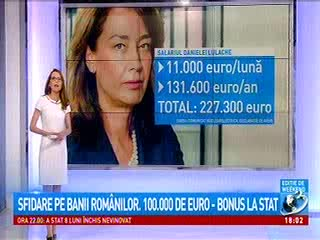 SALARIUL DANIELEI LULACHE
11.000 euro/lună
131.600 euro/an
TOTAL: 227.300 euro
SFIDARE PE BANII ROMÂNILOR. 100.000 DE EURO - BONUS LA STAT
EDIȚIE DE
WEEKEND
ORA 22.00: A STAT 8 LUNI ÎNCHIS NEVINOVAT
18:02